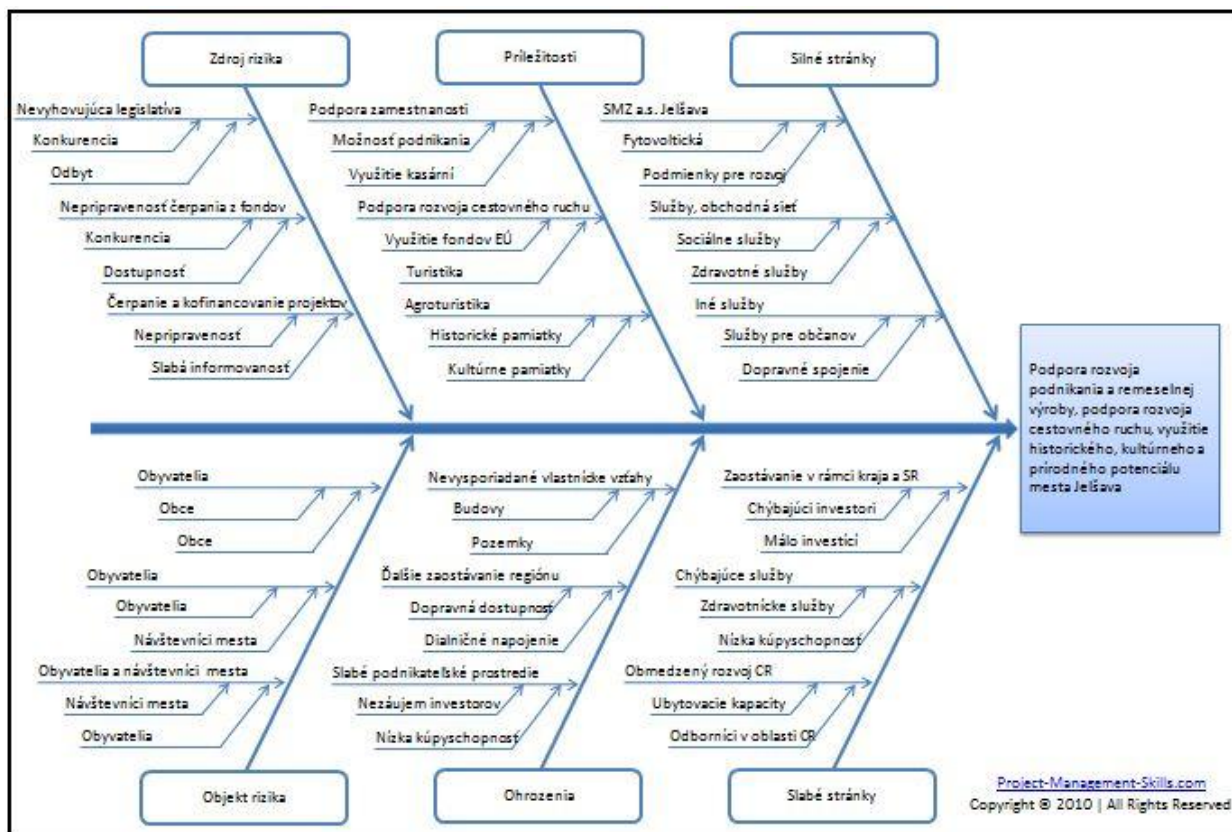 Zdroj rizika
Príležitosti
Silné stránky
Nevyhovujúca legislatíva
Konkurencia
Odbyt
Nepripravenosť čerpania z fondov
Konkurencia
Dostupnosť
Čerpanie a kofinancovanie projektov
Nepripravenosť
Slabá informovanosť
Podpora zamestnanosti
Možnosť podnikania
Využitie kasární
Podpora rozvoja cestovného ruchu
Využitie fondov EÚ
Turistika
Agroturistika
Historické pamiatky
Kultúrne pamiatky
SMZ a.s. Jelšava
Fytovoltická
Podmienky pre rozvoj
Služby, obchodná sieť
Sociálne služby
Zdravotné služby
Iné služby
Služby pre občanov
Dopravné spojenie
Podpora rozvoja
podnikania a remeselnej
výroby, podpora rozvoja
cestovného ruchu, využitie
historického, kultúrneho a
prírodného potenciálu
mesta Jelšava
Obyvatelia
Obce
Obce
Obyvatelia
Obyvatelia
Návštevníci mesta
Obyvatelia a návštevníci mesta
Návštevníci mesta
Obyvatelia
Nevysporiadané vlastnícke vzťahy
Budovy
Pozemky
Ďalšie zaostávanie regiónu
Dopravná dostupnosť
Dialničné napojenie
Slabé podnikateľské prostredie
Nezáujem investorov
Nízka kúpyschopnosť
Zaostávanie v rámci kraja a SR
Chýbajúci investori
Málo investícií
Chýbajúce služby
Zdravotnícke služby
Nízka kúpyschopnosť
Obmedzený rozvoj CR
Ubytovacie kapacity
Odborníci v oblasti CR
Objekt rizika
Ohrozenia
Slabé stránky
Project-Management-Skills.com
Copyright © 2010 | All Rights Reserved